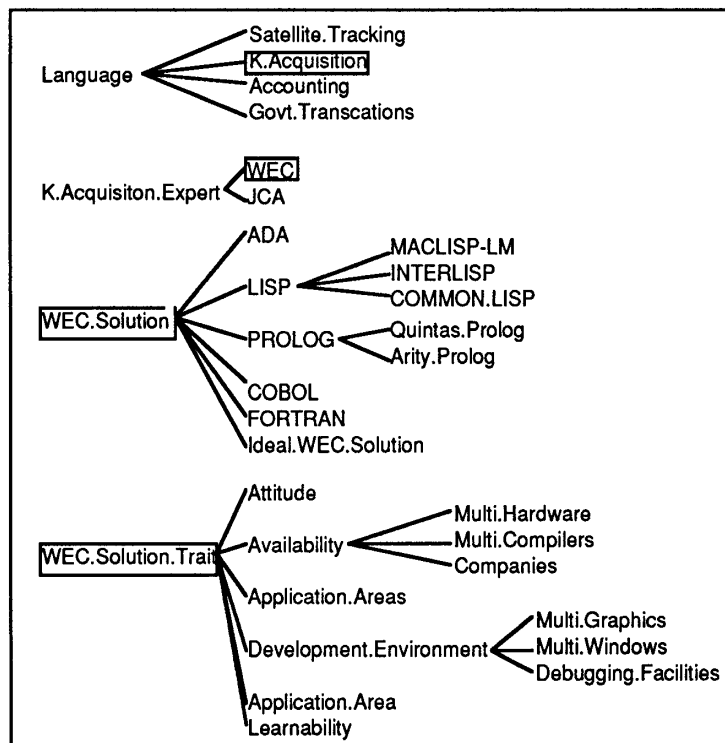 Satellite.Tracking
K.Acquisition
Language
Accounting
Govt.Transcations
WEC
K.Acquisiton.Expert
JCA
ADA
MACLISP-LM
LISP
INTERLISP
COMMON.LISP
WEC.Solution
Quintas.Prolog
PROLOG
Arity.Prolog
COBOL
FORTRAN
Ideal.WEC.Solution
Attitude
Multi.Hardware
Availability
Multi.Compilers
WEC.Solution.Trait
Companies
Application.Areas
Multi.Graphics
Development.Environment
Multi.Windows
Debugging.Facilities
Application.Area
Learnability